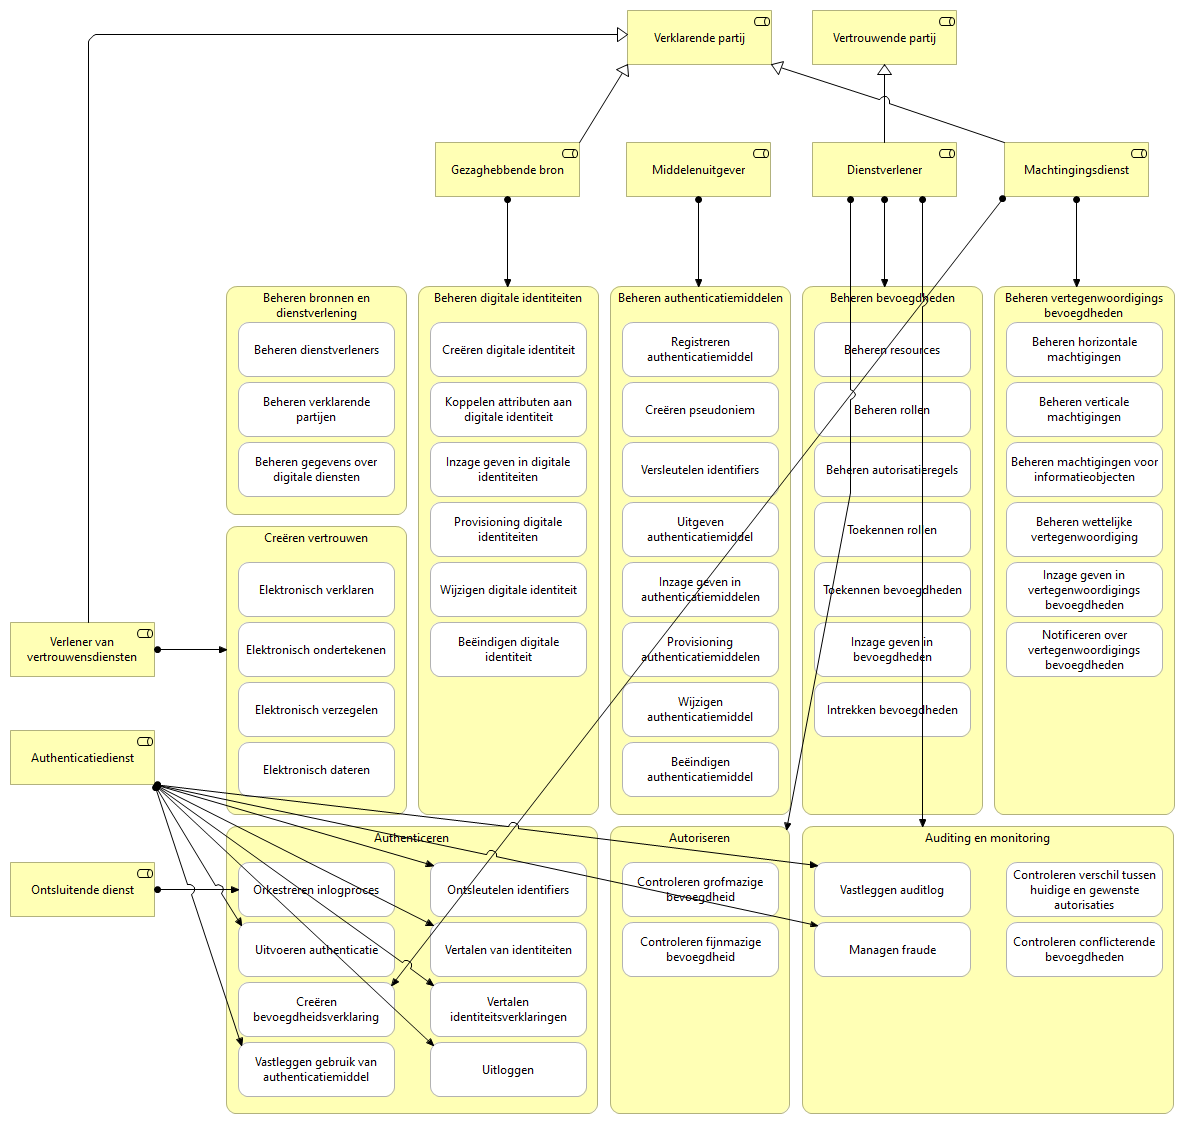 Verklarende partij
Vertrouwende partij
Gezaghebbende bron
Middelenuitgever
Dienstverlener
Machtingingsdienst
Beheren bronnen en
dienstverlening
Beheren dienstverleners
Beheren verklarende
partijen
Beheren gegevens over
digitale diensten
Beheren digitale identiteiten
Creëren digitale identiteit
Koppelen attributen aan
digitale identiteit
Inzage geven in digitale
identiteiten
Provisioning digitale
identiteiten
Wijzigen digitale identiteit
Beëindigen digitale
identiteit
Beheren authenticatiemiddelen
Registreren
authenticatiemiddel
Creëren pseudoniem
Versleutelen identifiers
Uitgeven
authenticatiemiddel
Inzage geven in
authenticatiemiddelen
Provisioning
authenticatiemiddelen
Wijzigen
authenticatiemiddel
Beëindigen
authenticatiemiddel
Beheren bevoegdheden
Beheren resources
Beheren rollen
Beheren autorisatieregels
Toekennen rollen
Toekennen bevoegdheden
Inzage geven in
bevoegdheden
Intrekken bevoegdheden
Beheren vertegenwoordigings
bevoegdheden
Beheren horizontale
machtigingen
Beheren verticale
machtigingen
Beheren machtigingen voor
informatieobjecten
Beheren wettelijke
vertegenwoordiging
Inzage geven in
vertegenwoordigings
bevoegdheden
Notificeren over
vertegenwoordigings
bevoegdheden
Creëren vertrouwen
Elektronisch verklaren
Elektronisch ondertekenen
Elektronisch verzegelen
Elektronisch dateren
Verlener van
vertrouwensdiensten
Authenticatiedienst
Ontsluitende dienst
Authenticeren
Orkestreren inlogproces
Ontsleutelen identifiers
Uitvoeren authenticatie
Vertalen van identiteiten
Creëren
bevoegdheidsverklaring
Vertalen
identiteitsverklaringen
Vastleggen gebruik van
authenticatiemiddel
Uitloggen
Autoriseren
Controleren grofmazige
bevoegdheid
Controleren fijnmazige
bevoegdheid
Auditing en monitoring
Vastleggen auditlog
Controleren verschil tussen
huidige en gewenste
autorisaties
Managen fraude
Controleren conflicterende
bevoegdheden